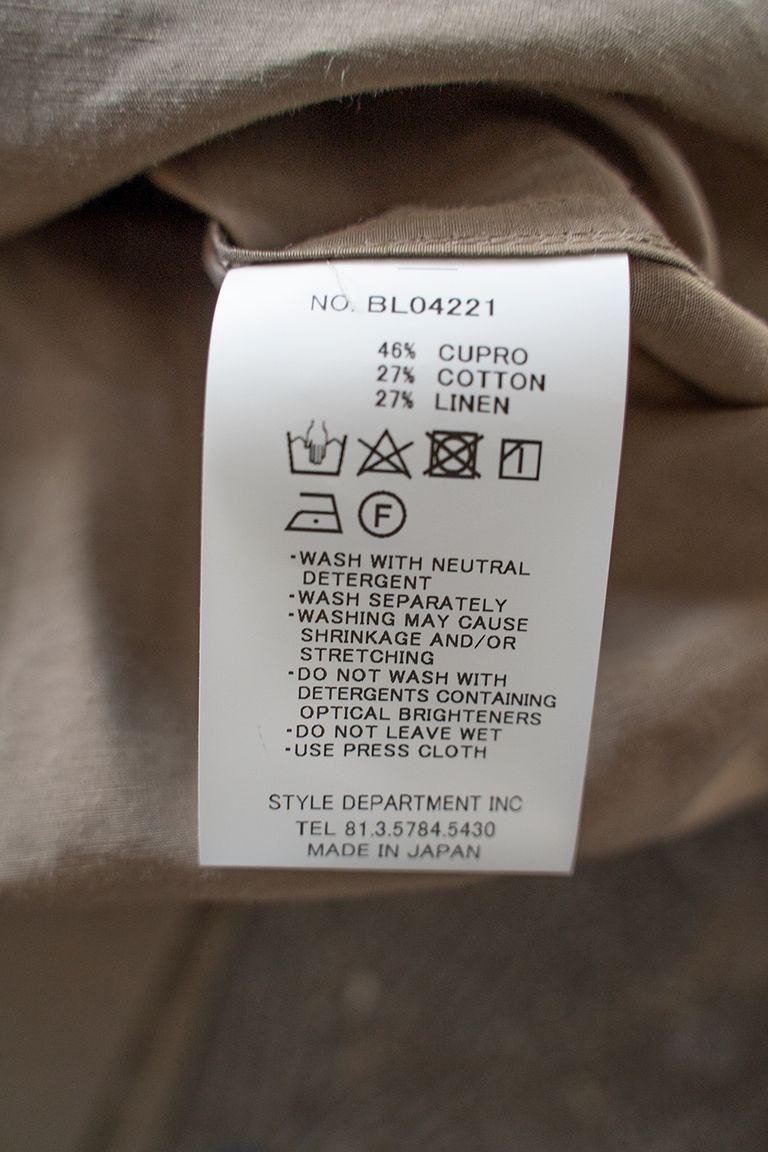 NO. BL04221
46% CUPRO
27% COTTON
27% LINEN
F
-WASH WITH NEUTRAL
DETERGENT
-WASH SEPARATELY
-WASHING MAY CAUSE
SHRINKAGE AND/OR
STRETCHING
-DO NOT WASH WITH
DETERGENTS CONTAINING
OPTICAL BRIGHTENERS
-DO NOT LEAVE WET
-USE PRESS CLOTH
STYLE DEPARTMENT INC
TEL 81.3.5784.5430
MADE IN JAPAN